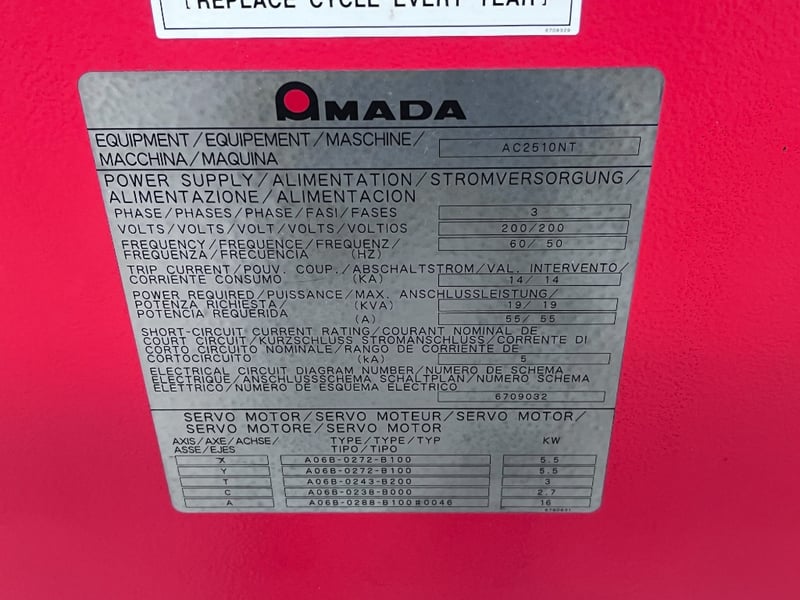 [REPLACE CYCLE EVERY YEAR]
6709329
AMADA
EQUIPMENT/EQUIPEMENT/MASCHINE/
MACCHINA/MAQUINA
AC2510NT
POWER SUPPLY/ALIMENTATION/STROMVERSORGUNG/
ALIMENTAZIONE/ALIMENTACION
PHASE/PHASES/PHASE/FASI/FASES 3
VOLTS/VOLTS/VOLT/VOLTS/VOLTIOS 200/200
FREQUENCY/FREQUENCE/FREQUENZ/
FREQUENZA/FRECUENCIA (HZ) 60/ 50
TRIP CURRENT/POUV. COUP./ABSCHALTSTROM/VAL. INTERVENTO/
CORRIENTE CONSUMO (KA) 14/ 14
POWER REQUIRED/PUISSANCE/MAX. ANSCHLUSSLEISTUNG/
POTENZA RICHIESTA/ (KVA) 19/ 19
POTENCIA REQUERIDA (A) 55/ 55
SHORT-CIRCUIT CURRENT RATING/COURANT NOMINAL DE
COURT CIRCUIT/KURZSCHLUSS STROMANSCHLUSS/CORRENTE DI
CORTO CIRCUITO NOMINALE/RANGO DE CORRIENTE DE
CORTOCIRCUITO (kA) 5
ELECTRICAL CIRCUIT DIAGRAM NUMBER/NUMERO DE SCHEMA
ELECTRIQUE/ANSCHLUSSSCHEMA SCHALTPLAN/NUMERO SCHEMA
ELETTRICO/NUMERO DE ESQUEMA ELECTRICO
6709032
SERVO MOTOR/SERVO MOTEUR/SERVO MOTOR/
SERVO MOTORE/SERVO MOTOR
AXIS/AXE/ACHSE/ TYPE/TYPE/TYP KW
ASSE/EJES TIPO/TIPO
X A06B-0272-B100 5.5
Y A06B-0272-B100 5.5
T A06B-0243-B200 3
C A06B-0238-B000 2.7
A A06B-0288-B100#0046 16